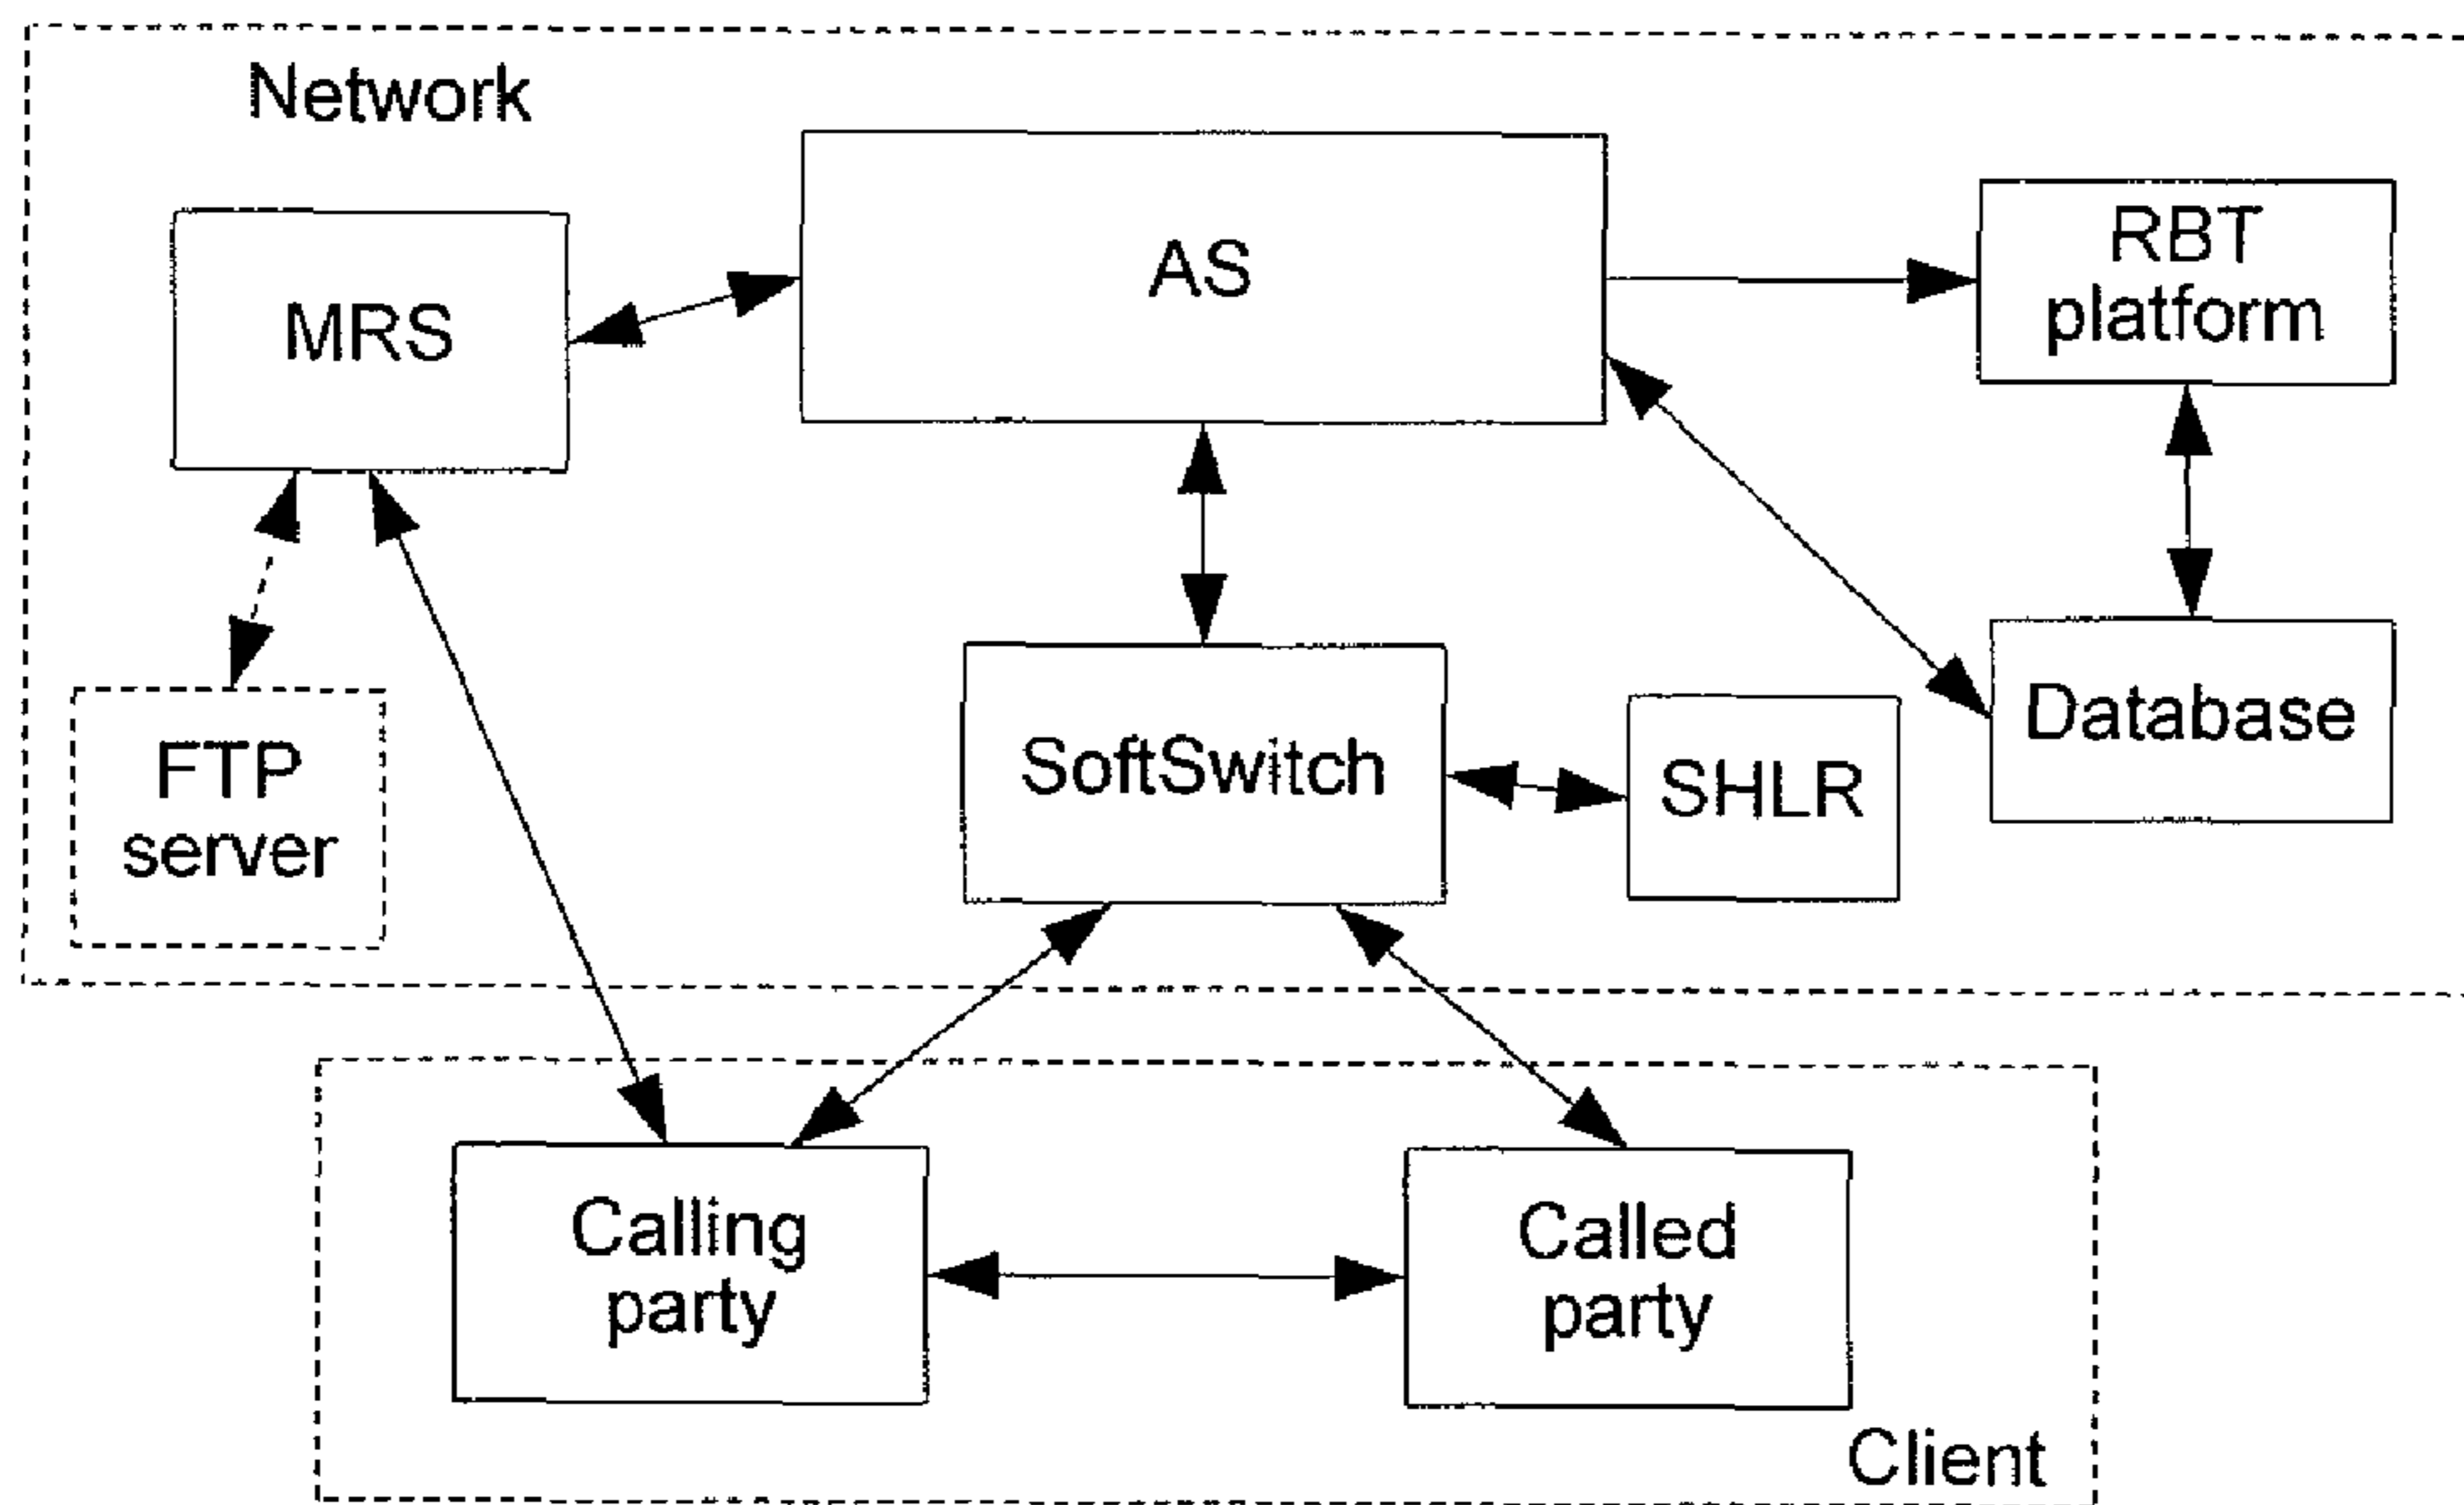 Network
AS
RBT
platform
MRS
FTP
server
SoftSwitch
SHLR
Database
Calling
party
Called
party
Client